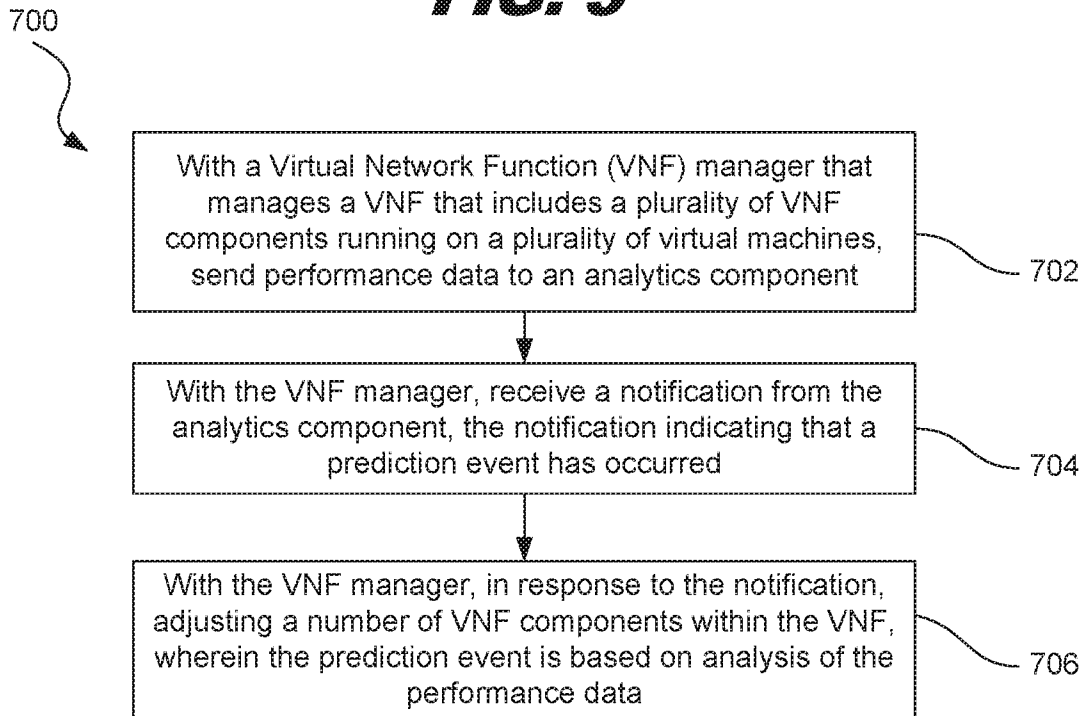 FIG.
700
With a Virtual Network Function (VNF) manager that
manages a VNF that includes a plurality of VNF
components running on a plurality of virtual machines,
send performance data to an analytics component
702
With the VNF manager, receive a notification from the
analytics component, the notification indicating that a
prediction event has occurred
704
With the VNF manager, in response to the notification,
adjusting a number of VNF components within the VNF,
wherein the prediction event is based on analysis of the
performance data
706